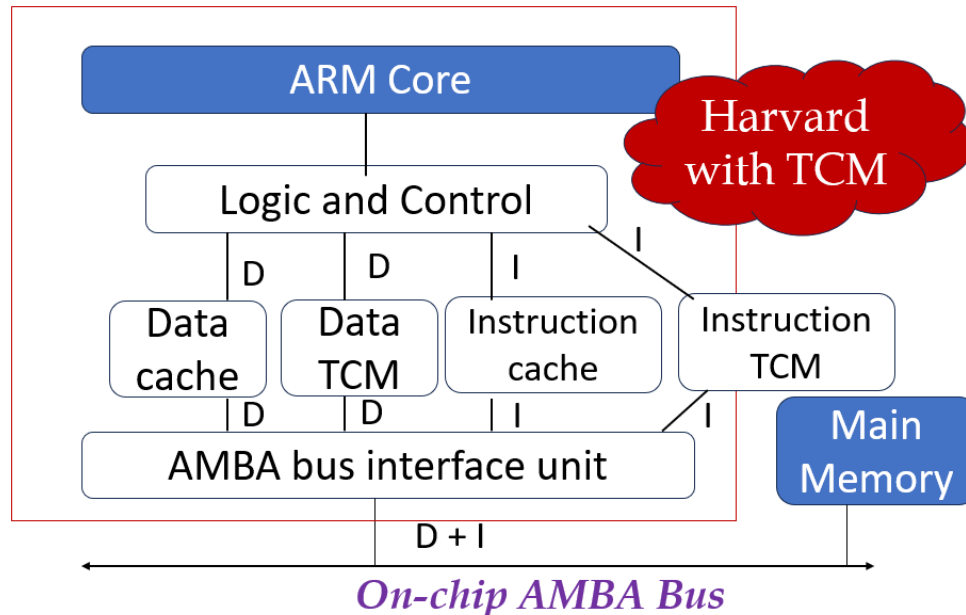 ARM Core
Harvard
with TCM
Logic and Control
D
D
I
I
Data
cache
Data
TCM
Instruction
cache
Instruction
TCM
D
D
I
I
AMBA bus interface unit
Main
Memory
D + I
On-chip AMBA Bus